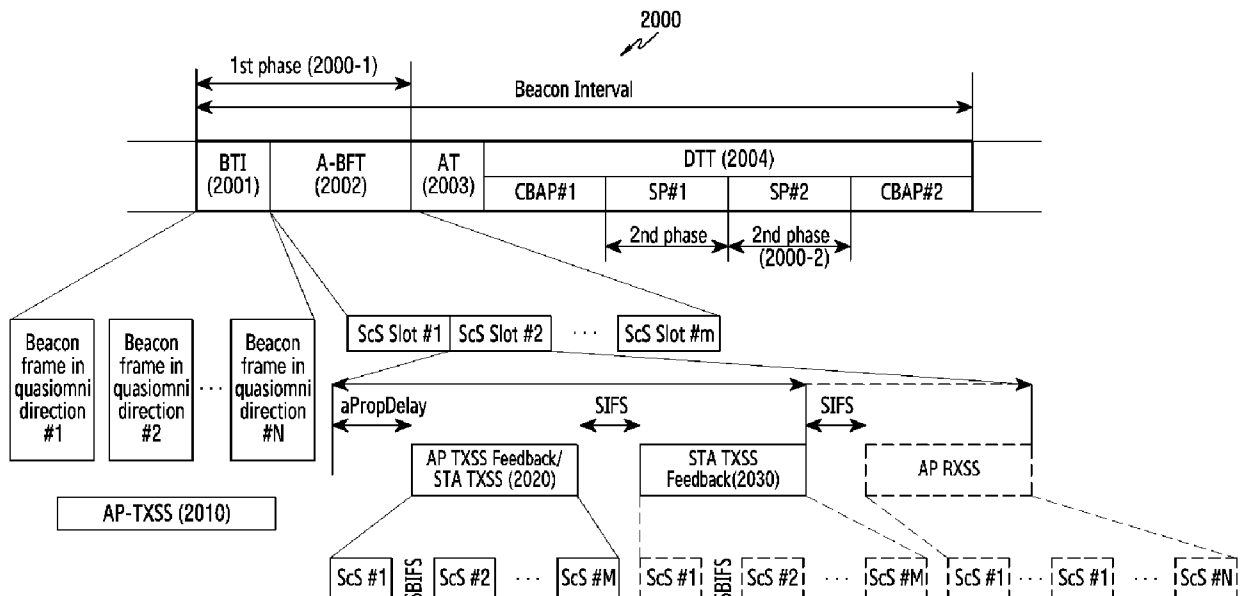 2000
1st phase (2000-1)
Beacon Interval
BTI
(2001)
A-BFT
(2002)
AT
(2003)
DTT (2004)
CBAP#1
SP#1
SP#2
CBAP#2
2nd phase
2nd phase
(2000-2)
Beacon
frame in
quasiomni
direction
#1
Beacon
frame in
quasiomni
direction
#2
...
Beacon
frame in
quasiomni
direction
#N
ScS Slot #1
ScS Slot #2
...
ScS Slot #m
aPropDelay
SIFS
SIFS
AP TXSS Feedback/
STA TXSS (2020)
STA TXSS
Feedback(2030)
AP RXSS
AP-TXSS (2010)
ScS #1
SBIFS
ScS #2
...
ScS #M
ScS #1
SBIFS
ScS #2
...
ScS #M
ScS #1
...
ScS #1
...
ScS #N